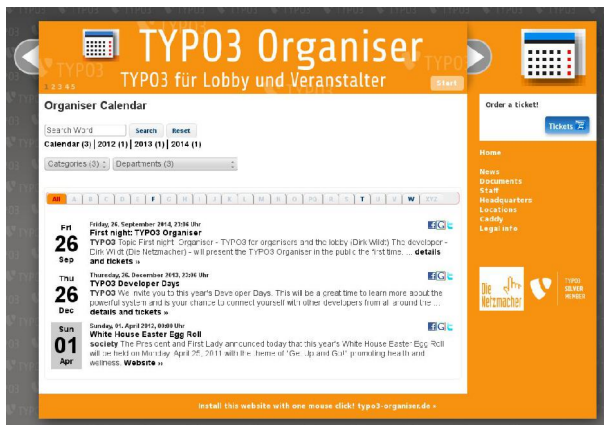 TYPO3 Organiser
TYPO3 für Lobby und Veranstalter
1 2 3 4 5
Start
Organiser Calendar
Search Word
Search
Reset
Calendar (3) | 2012 (1) | 2013 (1) | 2014 (1)
Categories (3)
Departments (3)
All
F
T
W
XYZ
Fri
26
Sep
Friday, 26. September 2014, 23:06 Uhr
First night: TYPO3 Organiser
TYPO3 Topic First night: Organiser - TYPO3 for organisers and the lobby (Dirk Wildt) The developer -
Dirk Wildt (Die Netzmacher) - will present the TYPO3 Organiser in the public the first time. ... details
and tickets »
Thu
26
Dec
Thursday, 26. December 2013, 23:06 Uhr
TYPO3 Developer Days
TYPO3 We invite you to this year's Developer Days. This will be a great time to learn more about the
powerful system and is your chance to connect yourself with other developers from all around the ...
details and tickets »
Sun
01
Apr
Sunday, 01. April 2012, 00:00 Uhr
White House Easter Egg Roll
society The President and First Lady announced today that this year's White House Easter Egg Roll
will be held on Monday, April 25, 2011 with the theme of "Get Up and Go!" promoting health and
wellness. Website »
Order a ticket!
Tickets
Home
News
Documents
Staff
Headquarters
Locations
Caddy
Legal info
Die
Netzmacher
TYPO3
SILVER
MEMBER
Install this website with one mouse click! typo3-organiser.de »